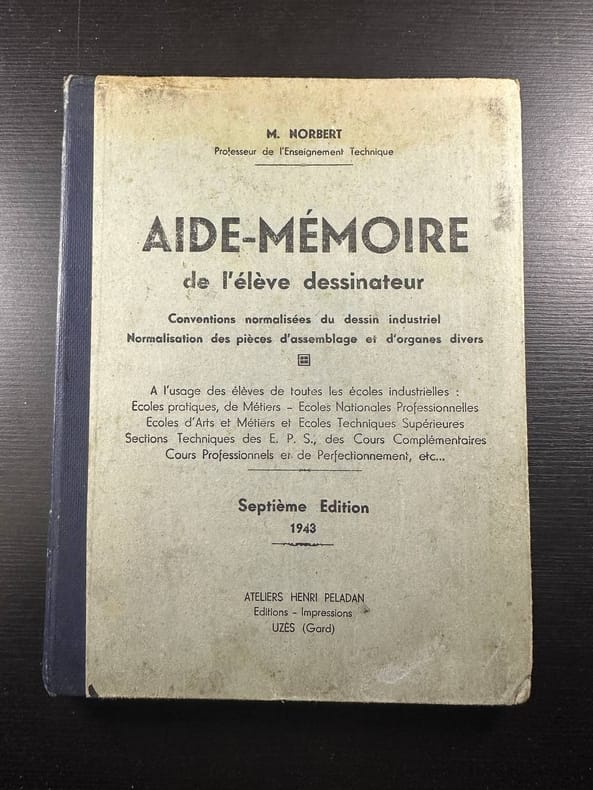 M. NORBERT
Professeur de l'Enseignement Technique
AIDE-MÉMOIRE
de l'élève dessinateur
Conventions normalisées du dessin industriel
Normalisation des pièces d'assemblage et d'organes divers
A l'usage des élèves de toutes les écoles industrielles :
Ecoles pratiques, de Métiers - Ecoles Nationales Professionnelles
Ecoles d'Arts et Métiers et Ecoles Techniques Supérieures
Sections Techniques des E. P. S., des Cours Complémentaires
Cours Professionnels et de Perfectionnement, etc...
Septième Edition
1943
ATELIERS HENRI PELADAN
Editions - Impressions
UZÈS (Gard)